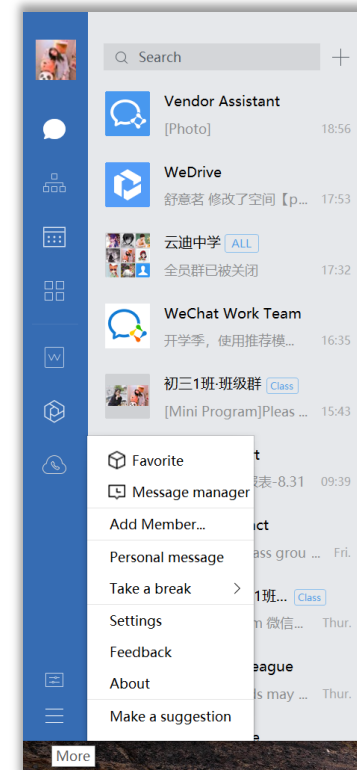 Search
Vendor Assistant
[Photo]
18:56
WeDrive
舒意茗 修改了空间【p...
17:53
云迪中学 ALL
全员群已被关闭
17:32
WeChat Work Team
开学季，使用推荐模...
16:35
初三1班·班级群 Class
[Mini Program]Pleas ...
15:43
t
表-8.31
09:39
act
ass grou ...
Fri.
1班... Class
m 微信...
Thur.
eague
ds may ...
Thur.
e
Favorite
Message manager
Add Member...
Personal message
Take a break
Settings
Feedback
About
Make a suggestion
More